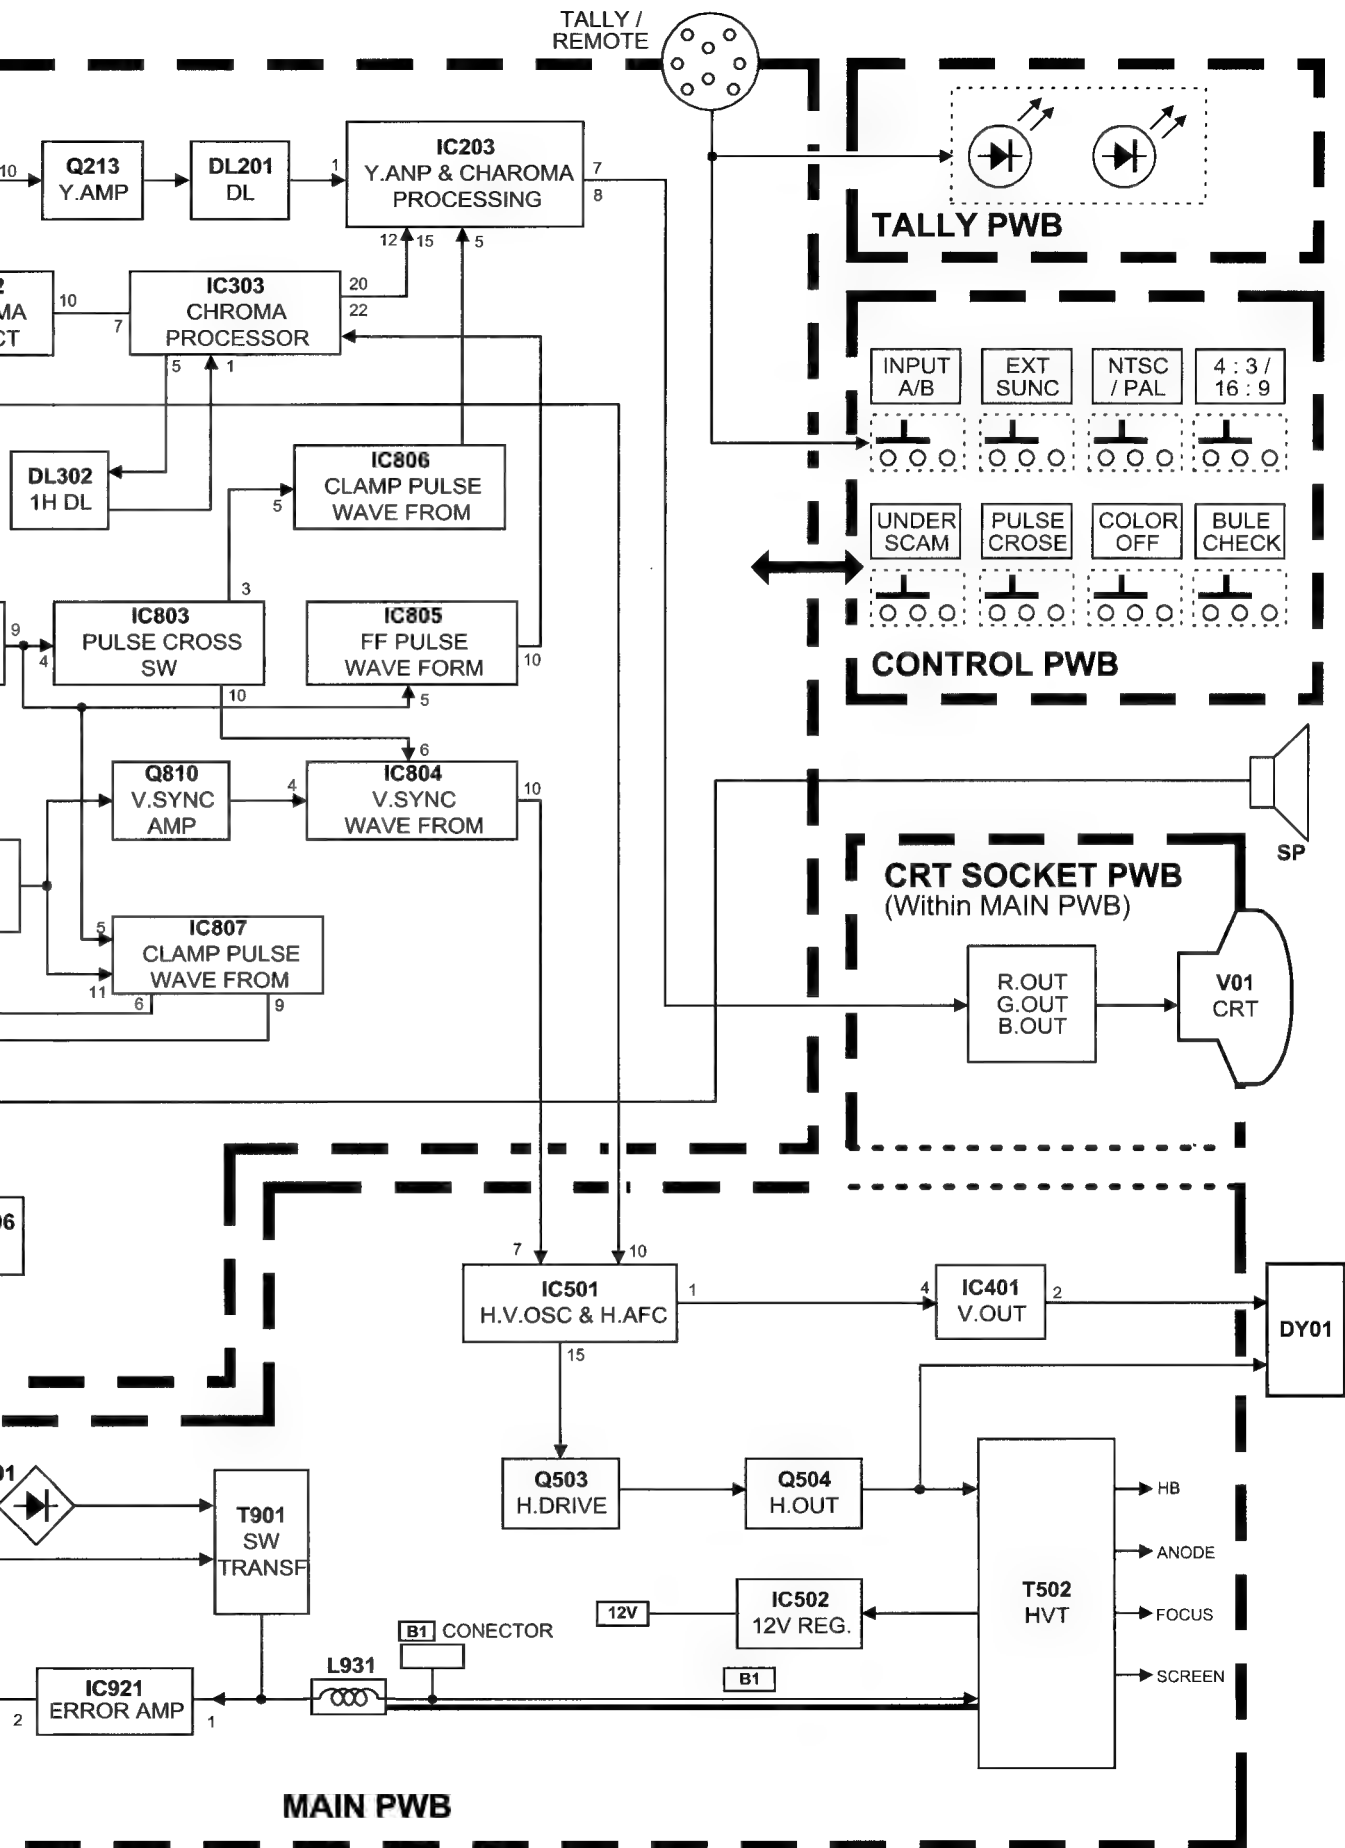 TALLY /
REMOTE
10
Q213
Y.AMP
DL201
DL
1
IC203
Y.ANP & CHAROMA
PROCESSING
7
8
12
15
5
TALLY PWB
2
MA
CT
10
7
IC303
CHROMA
PROCESSOR
20
22
5
1
INPUT
A/B
EXT
SUNC
NTSC
/ PAL
4 : 3 /
16 : 9
DL302
1H DL
5
IC806
CLAMP PULSE
WAVE FROM
UNDER
SCAM
PULSE
CROSE
COLOR
OFF
BULE
CHECK
CONTROL PWB
3
9
4
IC803
PULSE CROSS
SW
10
IC805
FF PULSE
WAVE FORM
10
5
6
Q810
V.SYNC
AMP
4
IC804
V.SYNC
WAVE FROM
10
SP
CRT SOCKET PWB
(Within MAIN PWB)
5
11
IC807
CLAMP PULSE
WAVE FROM
6
9
R.OUT
G.OUT
B.OUT
V01
CRT
06
7
10
IC501
H.V.OSC & H.AFC
1
15
4
IC401
V.OUT
2
DY01
01
T901
SW
TRANSF
Q503
H.DRIVE
Q504
H.OUT
T502
HVT
HB
ANODE
FOCUS
SCREEN
12V
IC502
12V REG.
B1 CONECTOR
L931
B1
2
IC921
ERROR AMP
1
MAIN PWB